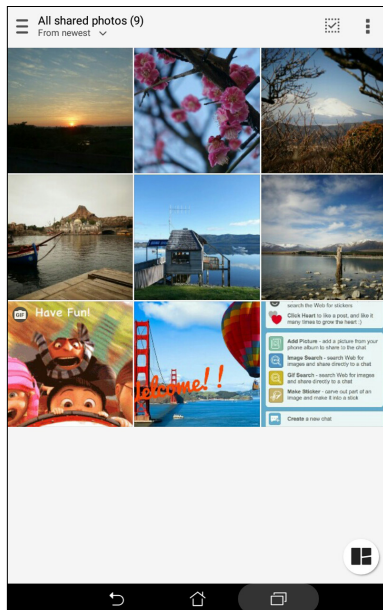 All shared photos (9)
From newest
GIF
Have Fun!
Welcome!!
search the Web for stickers
Click Heart to like a post, and like it
many times to grow the heart :)
Add Picture - add a picture from your
phone album to share to the chat
Image Search - search Web for
images and share directly to a chat
Gif Search - search Web for images
and share directly to a chat
Make Sticker - carve out part of an
image and make it into a stick
Create a new chat